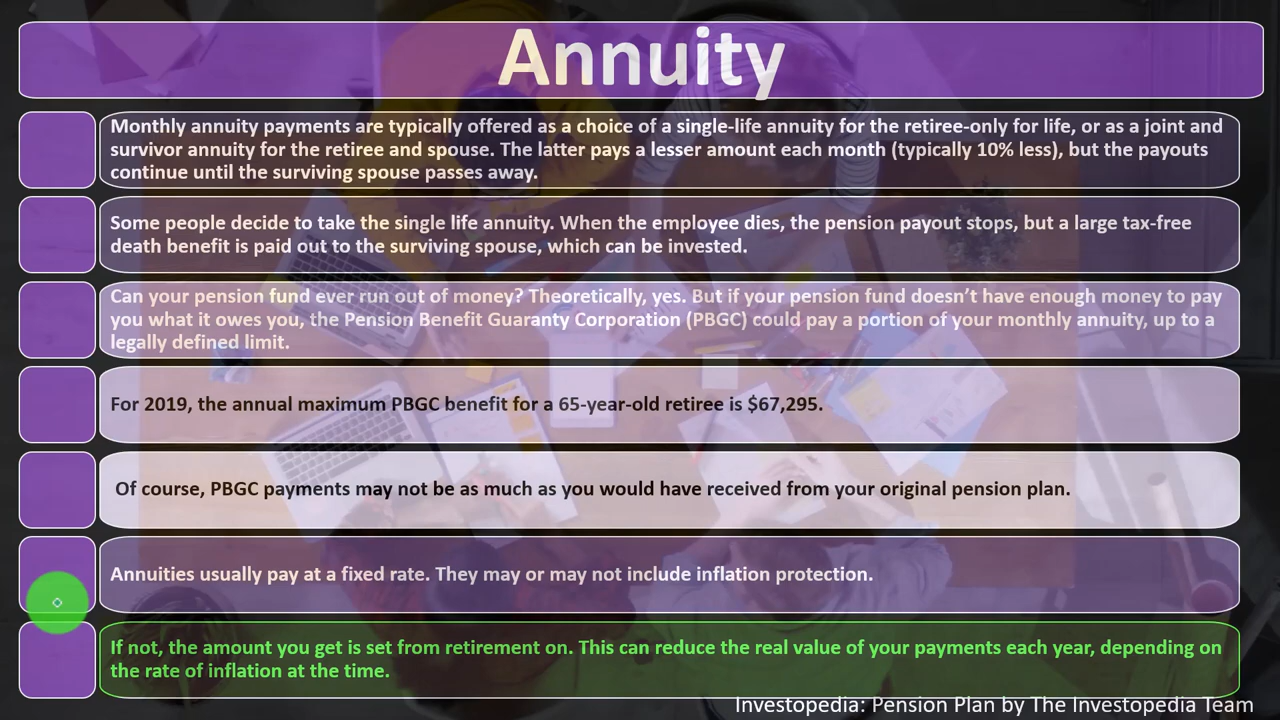 Annuity
Monthly annuity payments are typically offered as a choice of a single-life annuity for the retiree-only for life, or as a joint and
survivor annuity for the retiree and spouse. The latter pays a lesser amount each month (typically 10% less), but the payouts
continue until the surviving spouse passes away.
Some people decide to take the single life annuity. When the employee dies, the pension payout stops, but a large tax-free
death benefit is paid out to the surviving spouse, which can be invested.
Can your pension fund ever run out of money? Theoretically, yes. But if your pension fund doesn’t have enough money to pay
you what it owes you, the Pension Benefit Guaranty Corporation (PBGC) could pay a portion of your monthly annuity, up to a
legally defined limit.
For 2019, the annual maximum PBGC benefit for a 65-year-old retiree is $67,295.
Of course, PBGC payments may not be as much as you would have received from your original pension plan.
Annuities usually pay at a fixed rate. They may or may not include inflation protection.
If not, the amount you get is set from retirement on. This can reduce the real value of your payments each year, depending on
the rate of inflation at the time.
Investopedia: Pension Plan by The Investopedia Team